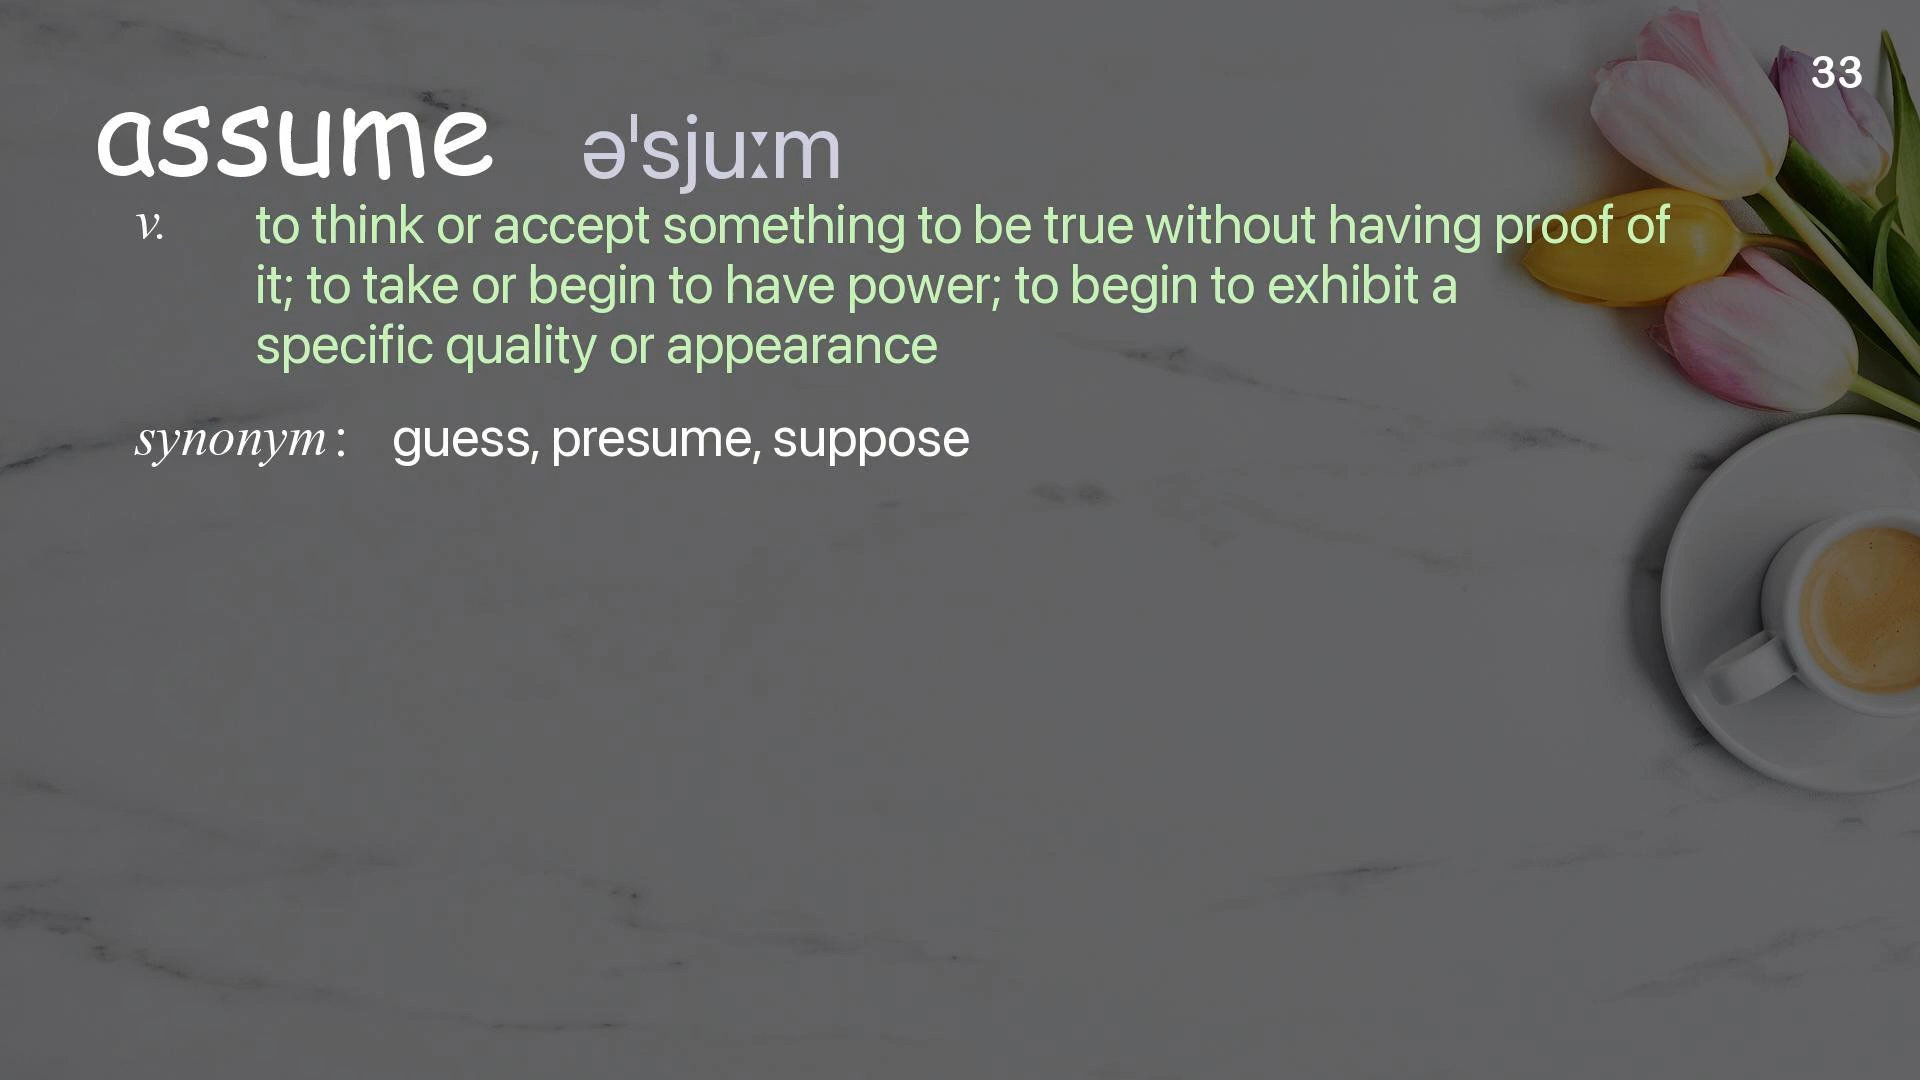 33
assume əˈsjuːm
v. to think or accept something to be true without having proof of
it; to take or begin to have power; to begin to exhibit a
specific quality or appearance
synonym : guess, presume, suppose